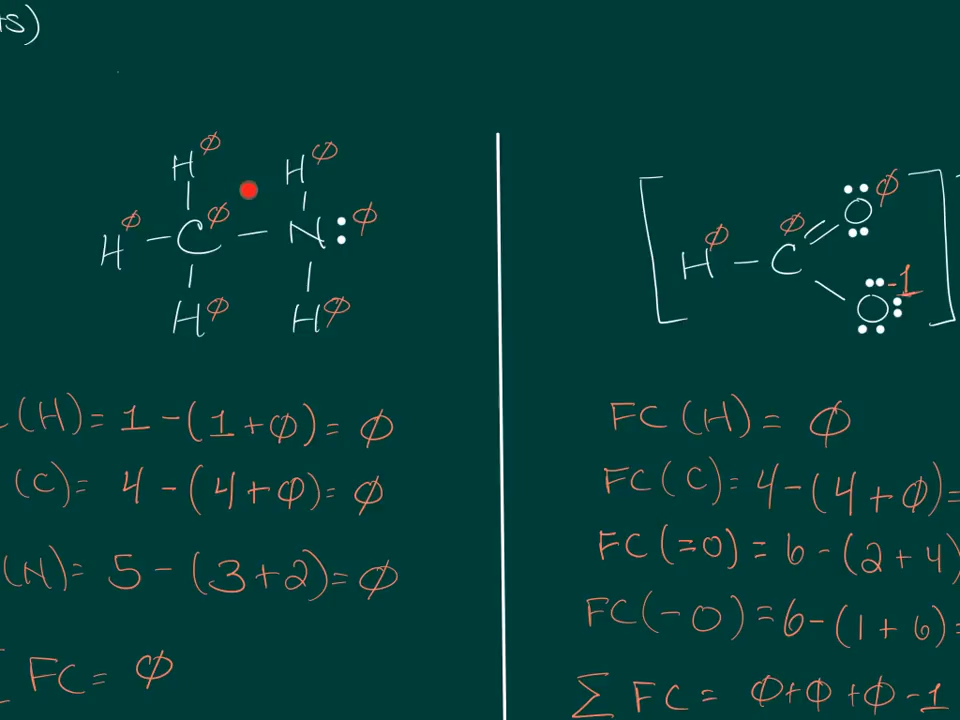 ts)
H∅ H∅
H∅ – C∅ – N: ∅
H∅ H∅
(H) = 1 – (1 + ∅) = ∅
(C) = 4 – (4 + ∅) = ∅
(N) = 5 – (3 + 2) = ∅
FC = ∅
[ O∅ ]
H∅ – C∅
O -1
FC (H) = ∅
FC (C) = 4 – (4 + ∅) =
FC (=O) = 6 – (2 + 4)
FC (–O) = 6 – (1 + 6) =
∑ FC = ∅ + ∅ + ∅ – 1